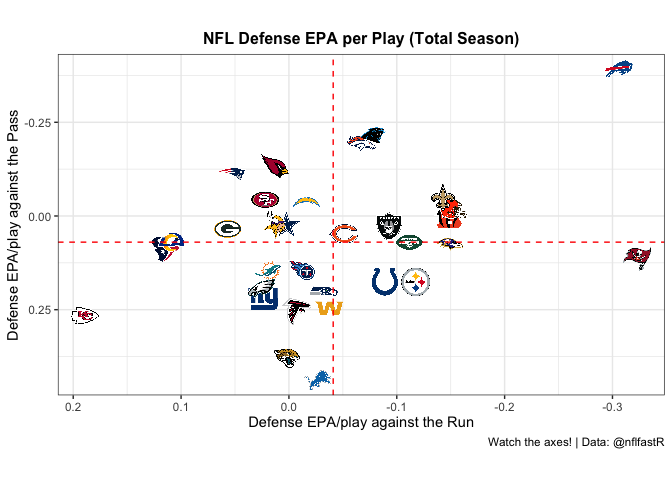 NFL Defense EPA per Play (Total Season)
Defense EPA/play against the Pass
-0.25
0.00
0.25
0.2
0.1
0.0
-0.1
-0.2
-0.3
Defense EPA/play against the Run
Watch the axes! | Data: @nflfastR